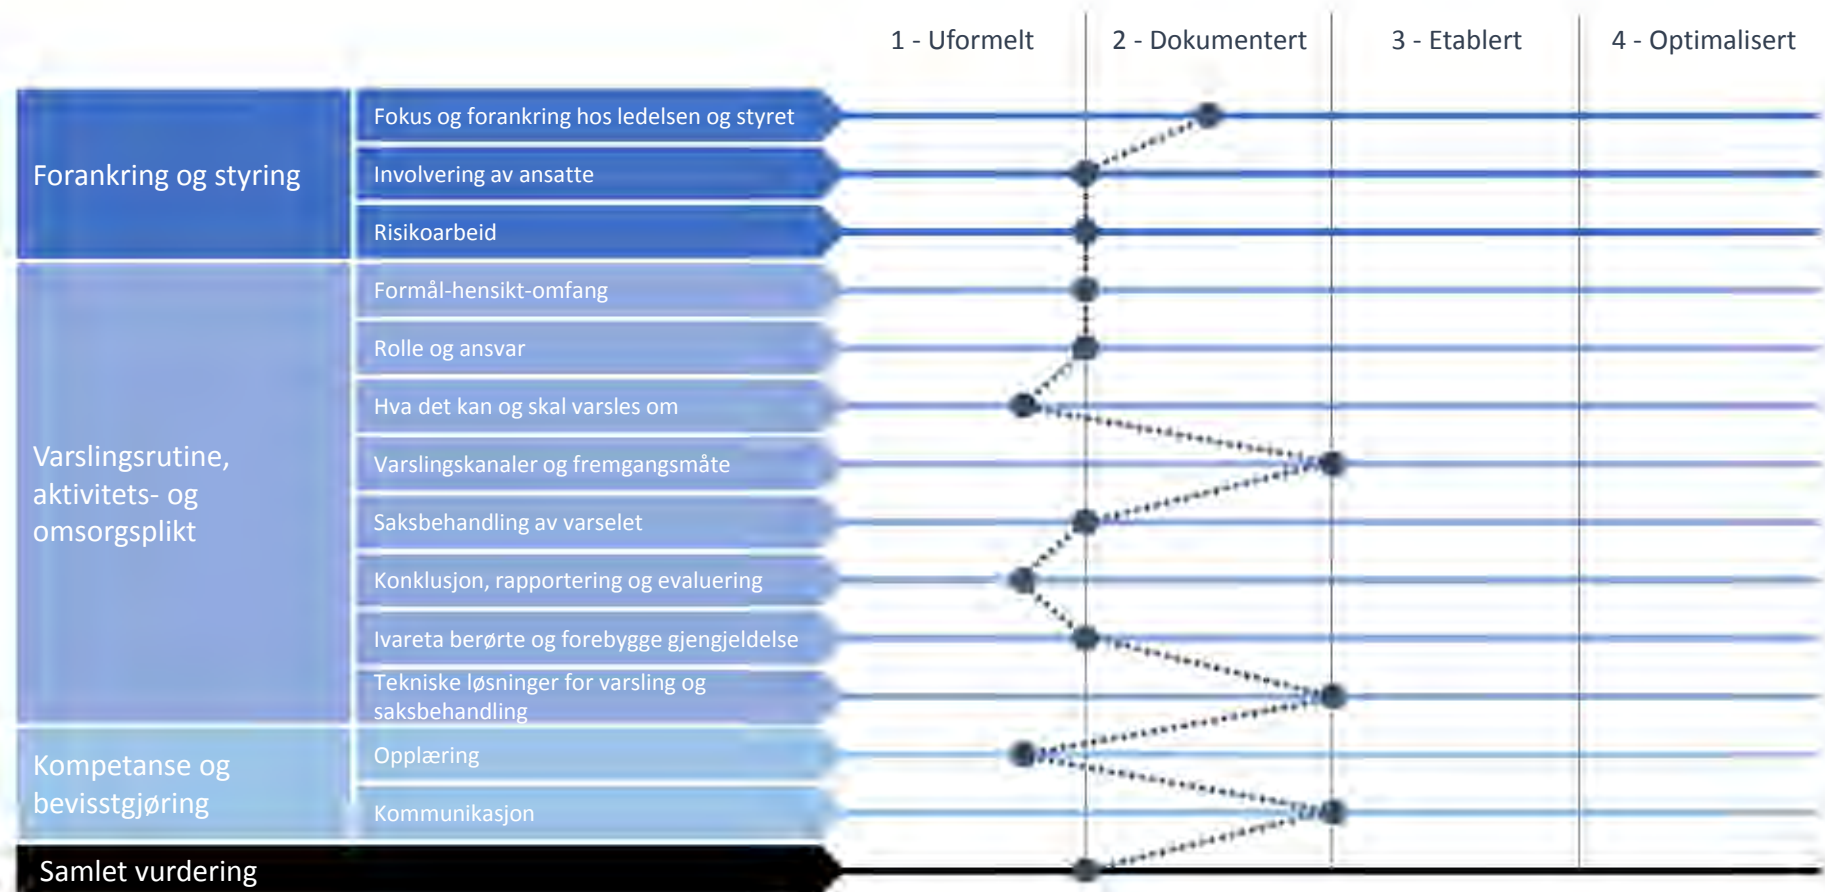 1 - Uformelt
2 - Dokumentert
3 - Etablert
4 - Optimalisert
Forankring og styring
Fokus og forankring hos ledelsen og styret
Involvering av ansatte
Risikoarbeid
Varslingsrutine,
aktivitets- og
omsorgsplikt
Formål-hensikt-omfang
Rolle og ansvar
Hva det kan og skal varsles om
Varslingskanaler og fremgangsmåte
Saksbehandling av varselet
Konklusjon, rapportering og evaluering
Ivareta berørte og forebygge gjengjeldelse
Tekniske løsninger for varsling og
saksbehandling
Kompetanse og
bevisstgjøring
Opplæring
Kommunikasjon
Samlet vurdering